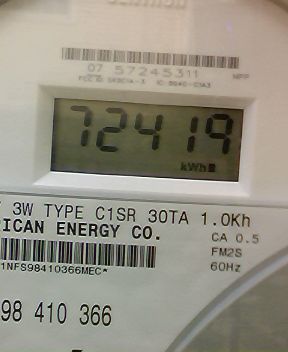 07 57245311
72419
kWh
3W TYPE C1SR 30TA 1.0Kh
RICAN ENERGY CO.
CA 0.5
FM2S
60Hz
1NFS98410366MEC*
98 410 366